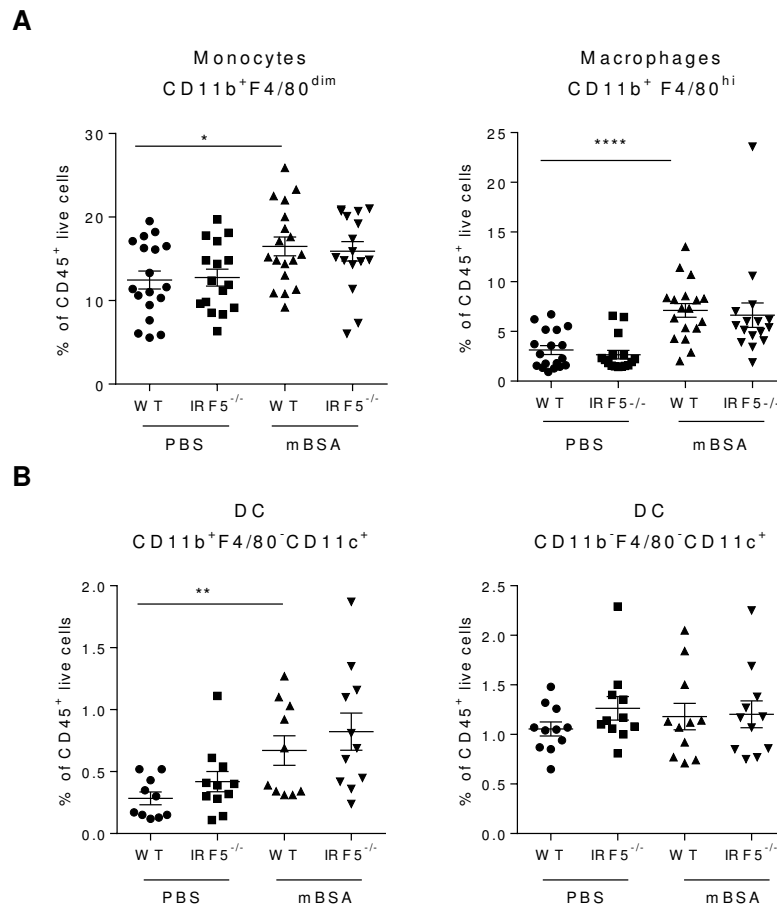 A
Monocytes
CD11b⁺F4/80ᵈⁱᵐ
% of CD45⁺ live cells
30
20
10
0
*
WT IRF5⁻/⁻ WT IRF5⁻/⁻
PBS mBSA
Macrophages
CD11b⁺ F4/80ʰⁱ
% of CD45⁺ live cells
25
20
15
10
5
0
****
WT IRF5-/- WT IRF5-/-
PBS mBSA
B
DC
CD11b⁺F4/80⁻CD11c⁺
% of CD45⁺ live cells
2.0
1.5
1.0
0.5
0.0
**
WT IRF5⁻/⁻ WT IRF5⁻/⁻
PBS mBSA
DC
CD11b⁻F4/80⁻CD11c⁺
% of CD45⁺ live cells
2.5
2.0
1.5
1.0
0.5
0.0
WT IRF5⁻/⁻ WT IRF5⁻/⁻
PBS mBSA